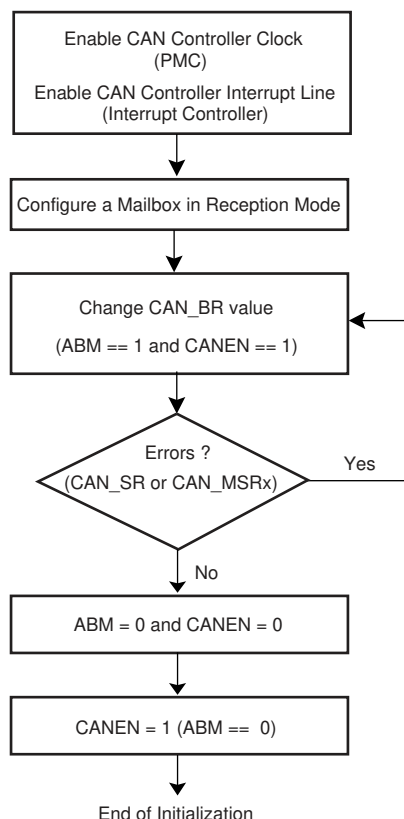 Enable CAN Controller Clock
(PMC)
Enable CAN Controller Interrupt Line
(Interrupt Controller)
Configure a Mailbox in Reception Mode
Change CAN_BR value
(ABM == 1 and CANEN == 1)
Errors ?
(CAN_SR or CAN_MSRx)
Yes
No
ABM = 0 and CANEN = 0
CANEN = 1 (ABM == 0)
End of Initialization